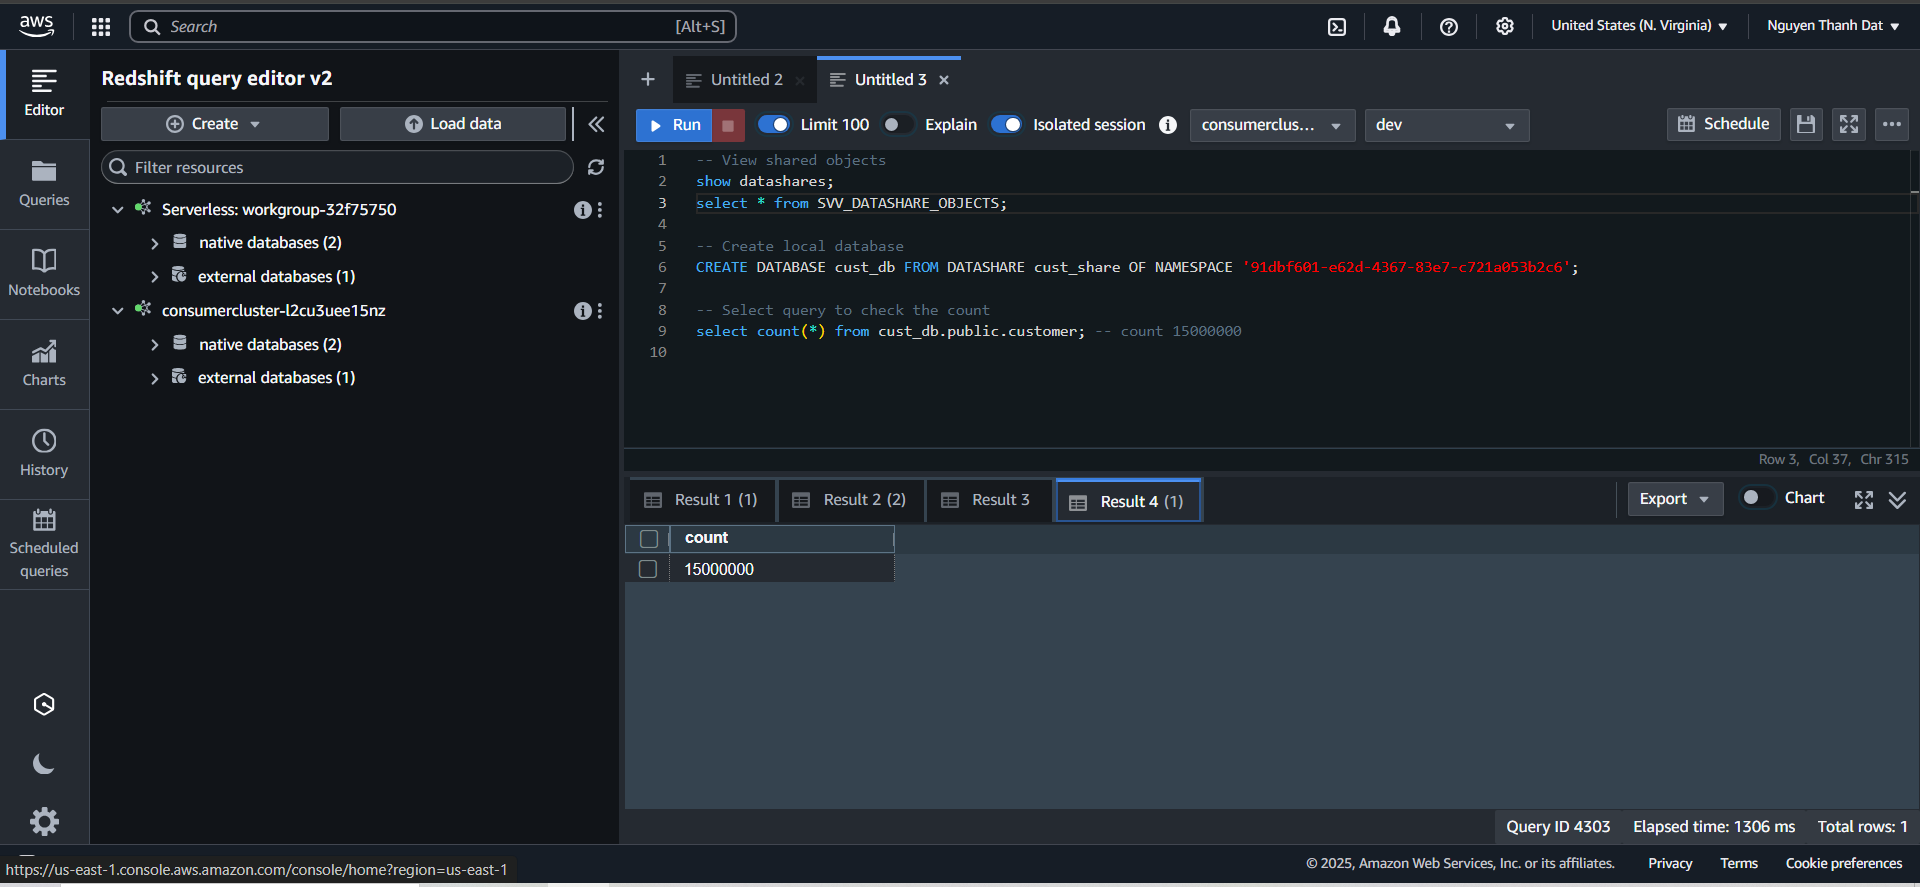 aws
Search
[Alt+S]
United States (N. Virginia)
Nguyen Thanh Dat
Editor
Queries
Notebooks
Charts
History
Scheduled
queries
Redshift query editor v2
Create
Load data
Filter resources
Serverless: workgroup-32f75750
native databases (2)
external databases (1)
consumercluster-l2cu3uee15nz
native databases (2)
external databases (1)
Untitled 2
Untitled 3
Run
Limit 100
Explain
Isolated session
consumerclus...
dev
Schedule
1 -- View shared objects
2 show datashares;
3 select * from SVV_DATASHARE_OBJECTS;
4
5 -- Create local database
6 CREATE DATABASE cust_db FROM DATASHARE cust_share OF NAMESPACE '91dbf601-e62d-4367-83e7-c721a053b2c6';
7
8 -- Select query to check the count
9 select count(*) from cust_db.public.customer; -- count 15000000
10
Row 3, Col 37, Chr 315
Result 1 (1)
Result 2 (2)
Result 3
Result 4 (1)
Export
Chart
count
15000000
Query ID 4303
Elapsed time: 1306 ms
Total rows: 1
https://us-east-1.console.aws.amazon.com/console/home?region=us-east-1
© 2025, Amazon Web Services, Inc. or its affiliates.
Privacy
Terms
Cookie preferences